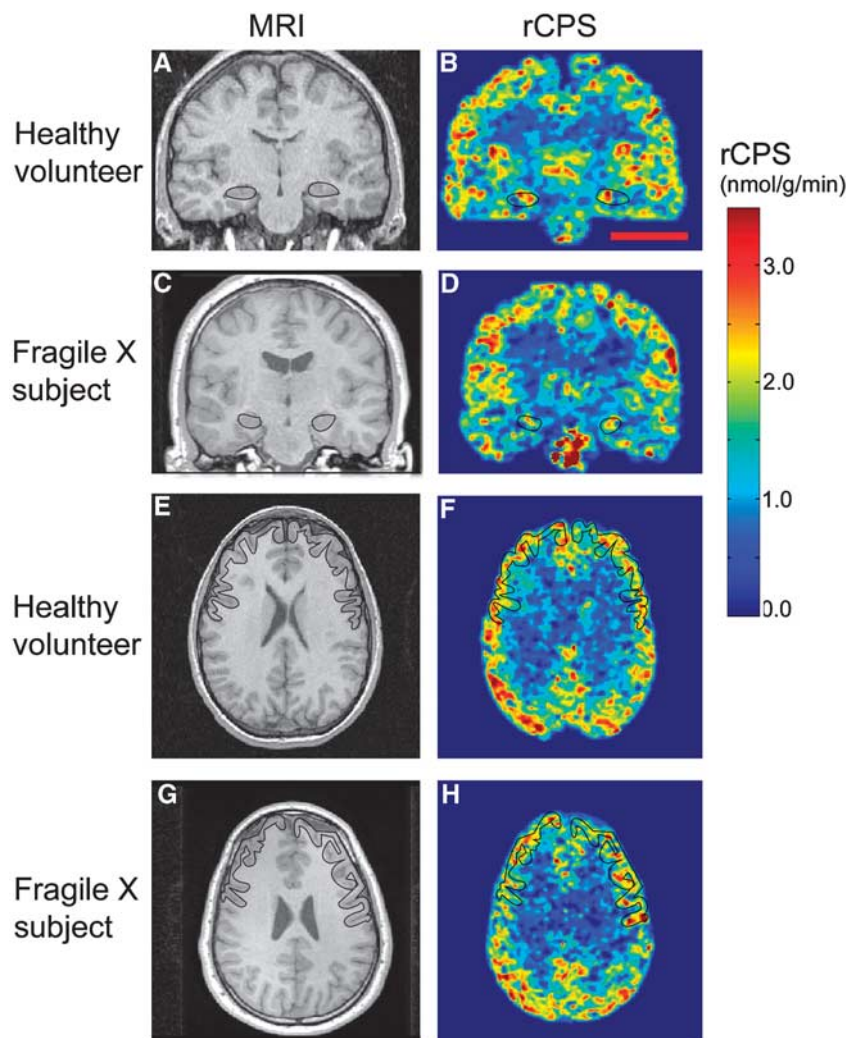 MRI
rCPS
Healthy
volunteer
A
B
rCPS
(nmol/g/min)
3.0
2.0
1.0
0.0
Fragile X
subject
C
D
Healthy
volunteer
E
F
Fragile X
subject
G
H